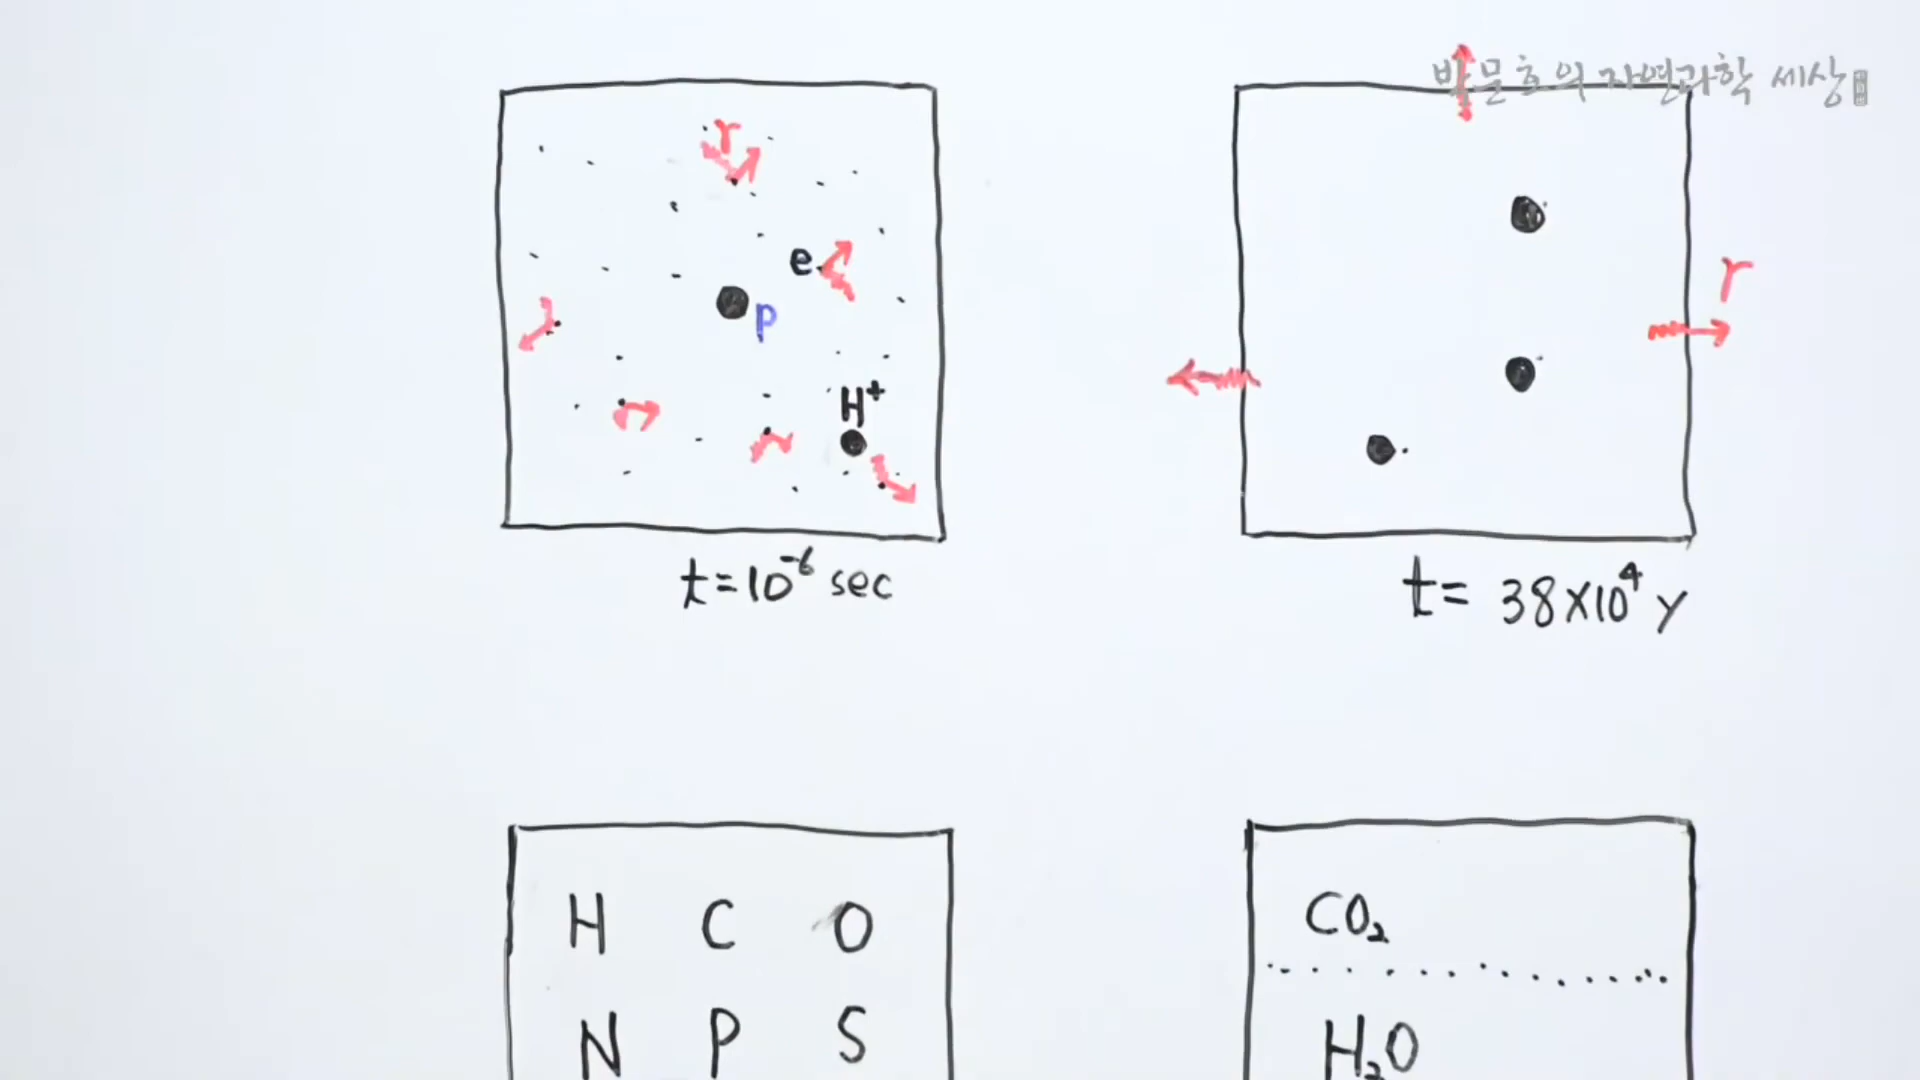 박문호의 자연과학 세상
r
e
p
H⁺
t=10⁻⁶ sec
r
t= 38×10⁴ y
H C O
N P S
CO₂
H₂O